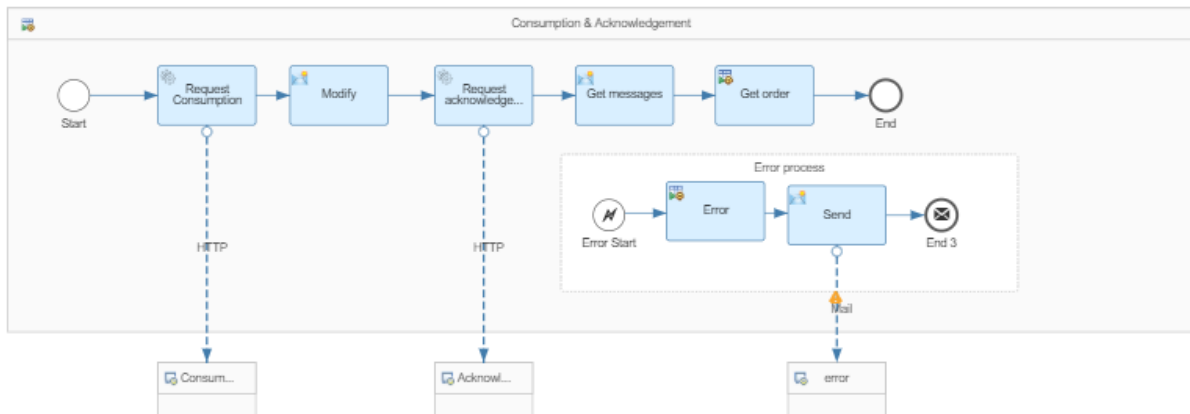 Consumption & Acknowledgement
Request
Consumption
Modify
Request
acknowledge...
Get messages
Get order
Start
End
Error process
Error
Send
Error Start
End 3
HTTP
HTTP
Mail
Consum...
Acknowl...
error